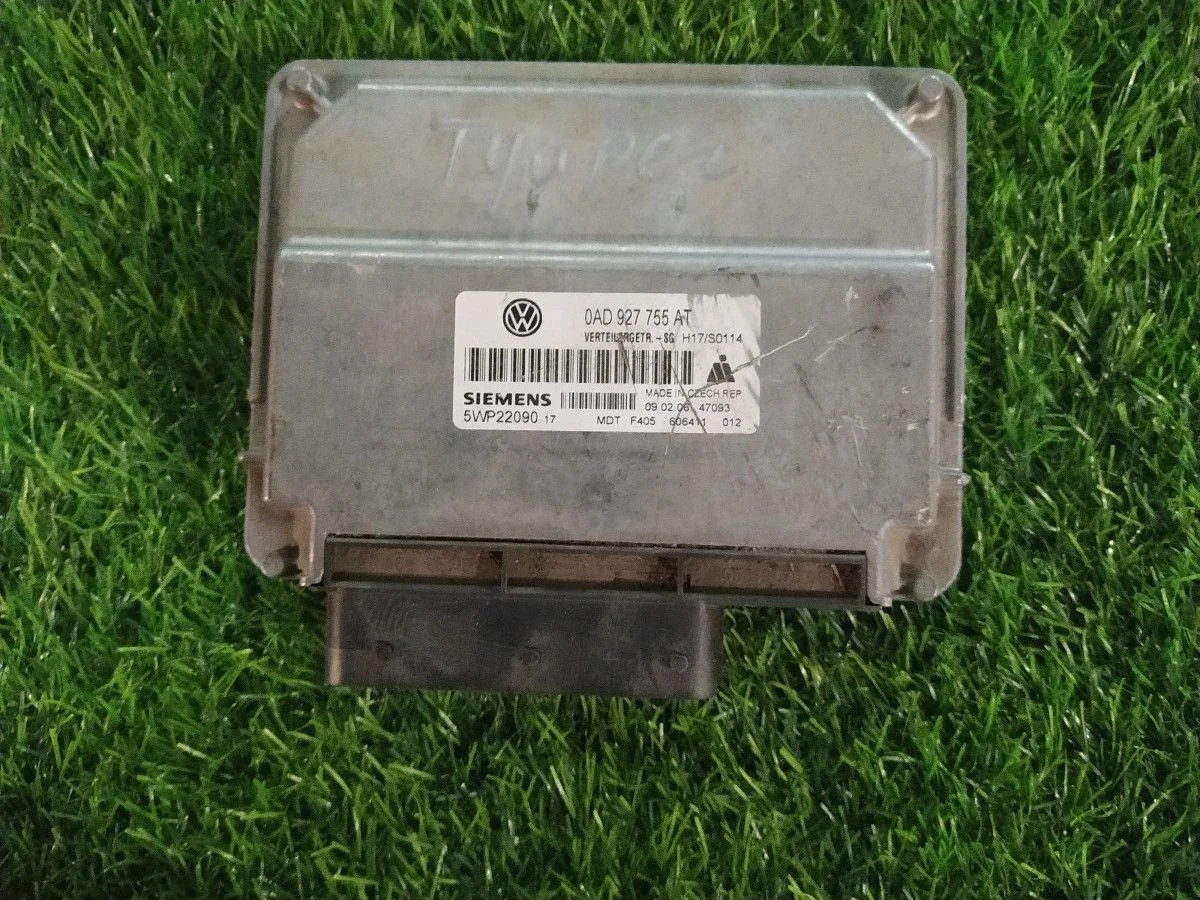 Туарег
VW
0AD 927 755 AT
VERTEILERGETR.-SG H17/S0114
SIEMENS MADE IN CZECH REP
09.02.06 47093
5WP22090 17 MDT F405 606411 012